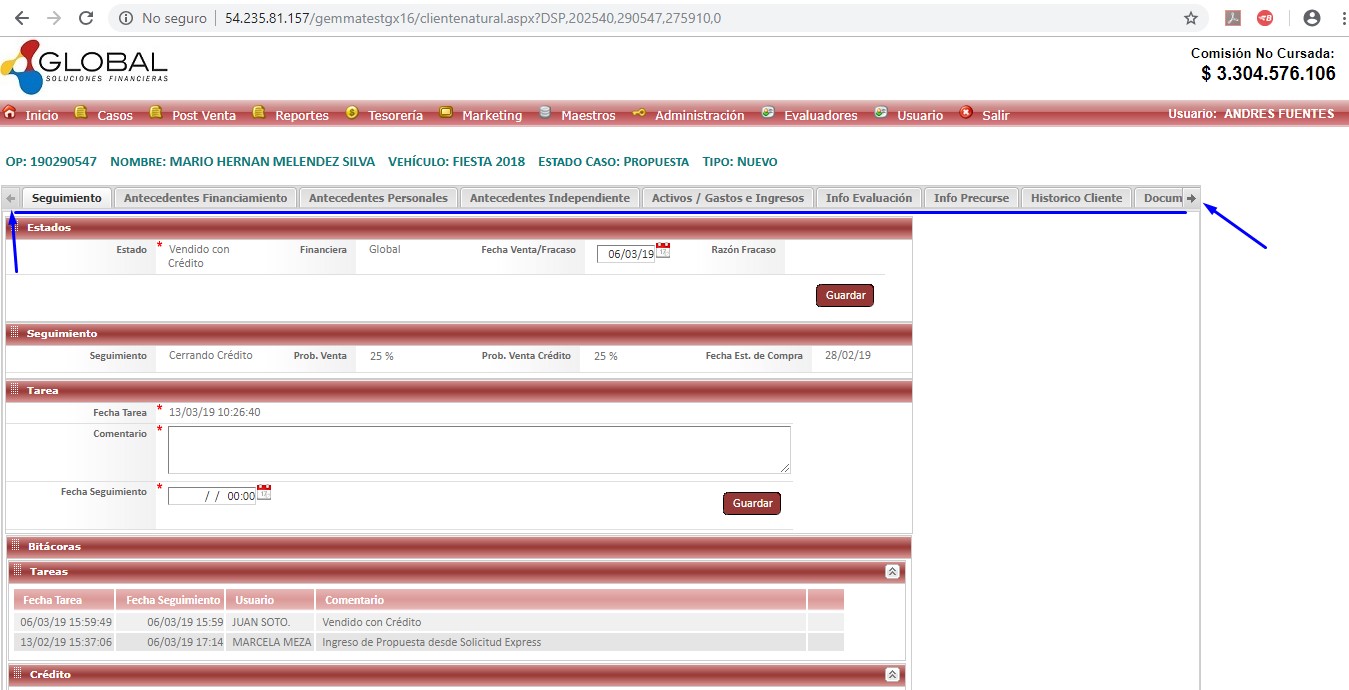 No seguro 54.235.81.157/gemmatestgx16/clientenatural.aspx?DSP,202540,290547,275910,0
GLOBAL
SOLUCIONES FINANCIERAS
Comisión No Cursada:
$ 3.304.576.106
Inicio Casos Post Venta Reportes Tesorería Marketing Maestros Administración Evaluadores Usuario Salir Usuario: ANDRES FUENTES
OP: 190290547 NOMBRE: MARIO HERNAN MELENDEZ SILVA VEHÍCULO: FIESTA 2018 ESTADO CASO: PROPUESTA TIPO: NUEVO
Seguimiento Antecedentes Financiamiento Antecedentes Personales Antecedentes Independiente Activos / Gastos e Ingresos Info Evaluación Info Precurse Historico Cliente Docum
Estados
Estado * Vendido con Crédito Financiera Global Fecha Venta/Fracaso 06/03/19 Razón Fracaso
Guardar
Seguimiento
Seguimiento Cerrando Crédito Prob. Venta 25 % Prob. Venta Crédito 25 % Fecha Est. de Compra 28/02/19
Tarea
Fecha Tarea * 13/03/19 10:26:40
Comentario *
Fecha Seguimiento * / / 00:00
Guardar
Bitácoras
Tareas
Fecha Tarea Fecha Seguimiento Usuario Comentario
06/03/19 15:59:49 06/03/19 15:59 JUAN SOTO. Vendido con Crédito
13/02/19 15:37:06 06/03/19 17:14 MARCELA MEZA Ingreso de Propuesta desde Solicitud Express
Crédito